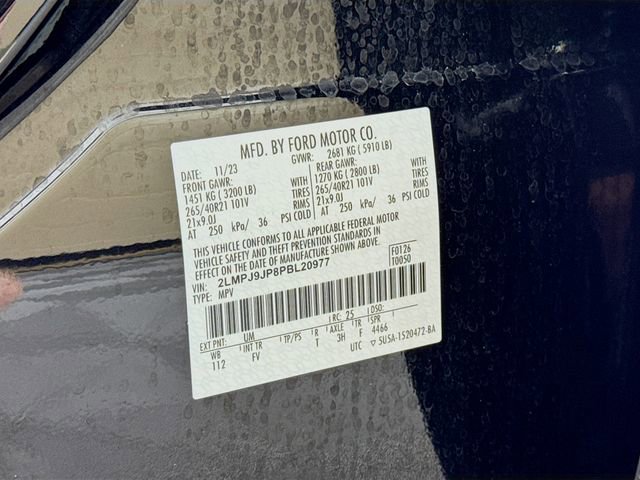 MFD. BY FORD MOTOR CO.
DATE: 11/23 GVWR: 2681 KG ( 5910 LB)
FRONT GAWR: WITH REAR GAWR: WITH
1451 KG ( 3200 LB) TIRES 1270 KG ( 2800 LB) TIRES
265/40R21 101V RIMS 265/40R21 101V RIMS
21x9.0J PSI COLD 21x9.0J PSI COLD
AT 250 kPa/ 36 AT 250 kPa/ 36
THIS VEHICLE CONFORMS TO ALL APPLICABLE FEDERAL MOTOR
VEHICLE SAFETY AND THEFT PREVENTION STANDARDS IN
EFFECT ON THE DATE OF MANUFACTURE SHOWN ABOVE.
VIN: 2LMPJ9JP8PBL20977 F0126
TYPE: MPV T0050
EXT PNT: UM RC: 25 DSO:
WB INT TR TP/PS R AXLE TR SPR
112 FV T 3H F 4466
UTC ▽ 5U5A-1520472-BA